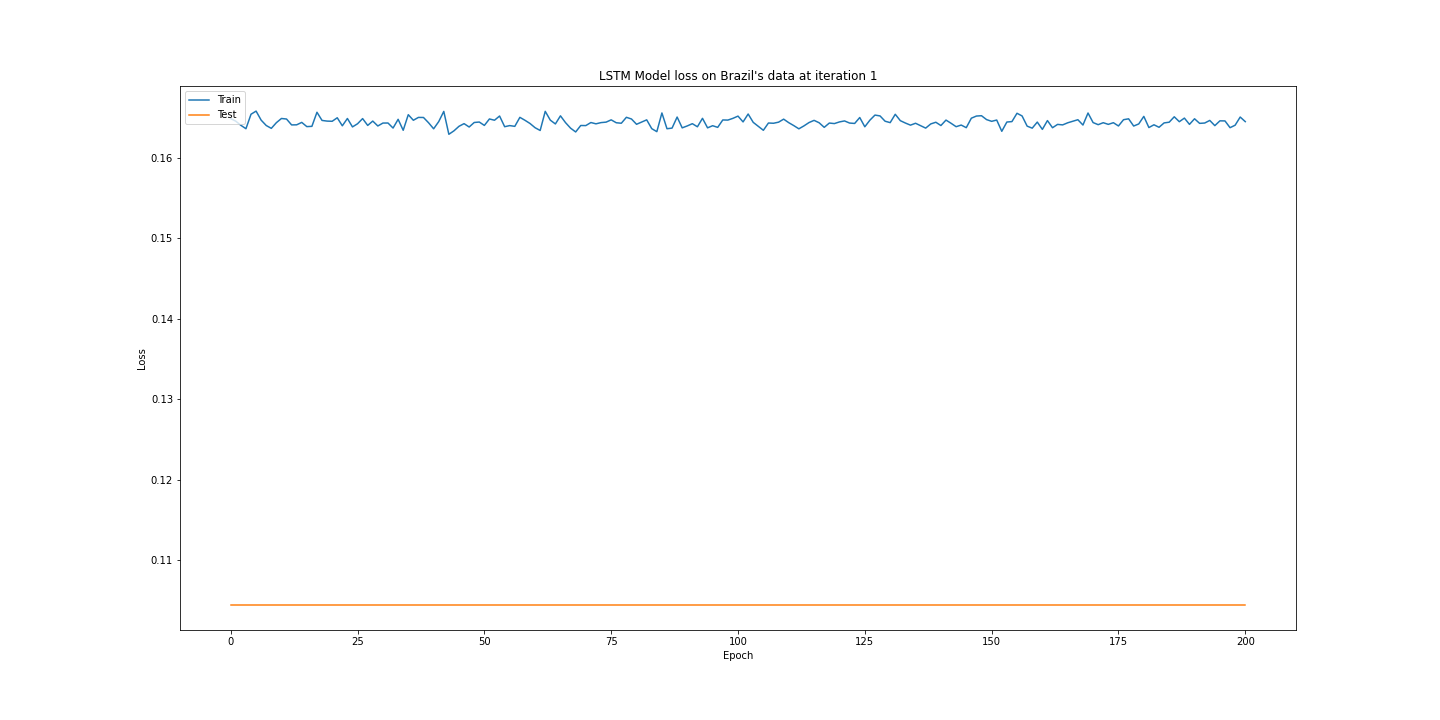 LSTM Model loss on Brazil's data at iteration 1
Train
Test
0.16
0.15
0.14
0.13
0.12
0.11
Loss
0 25 50 75 100 125 150 175 200
Epoch